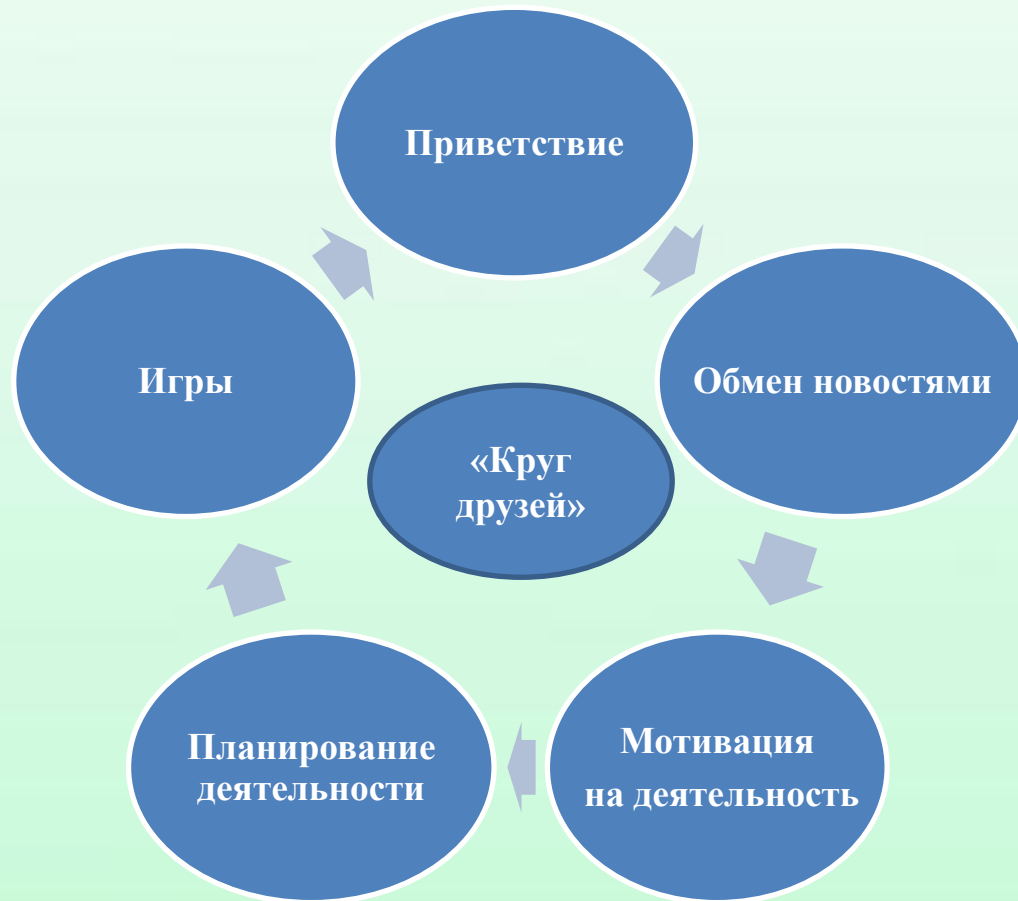 Приветствие
Обмен новостями
Мотивация
на деятельность
Планирование
деятельности
Игры
«Круг
друзей»